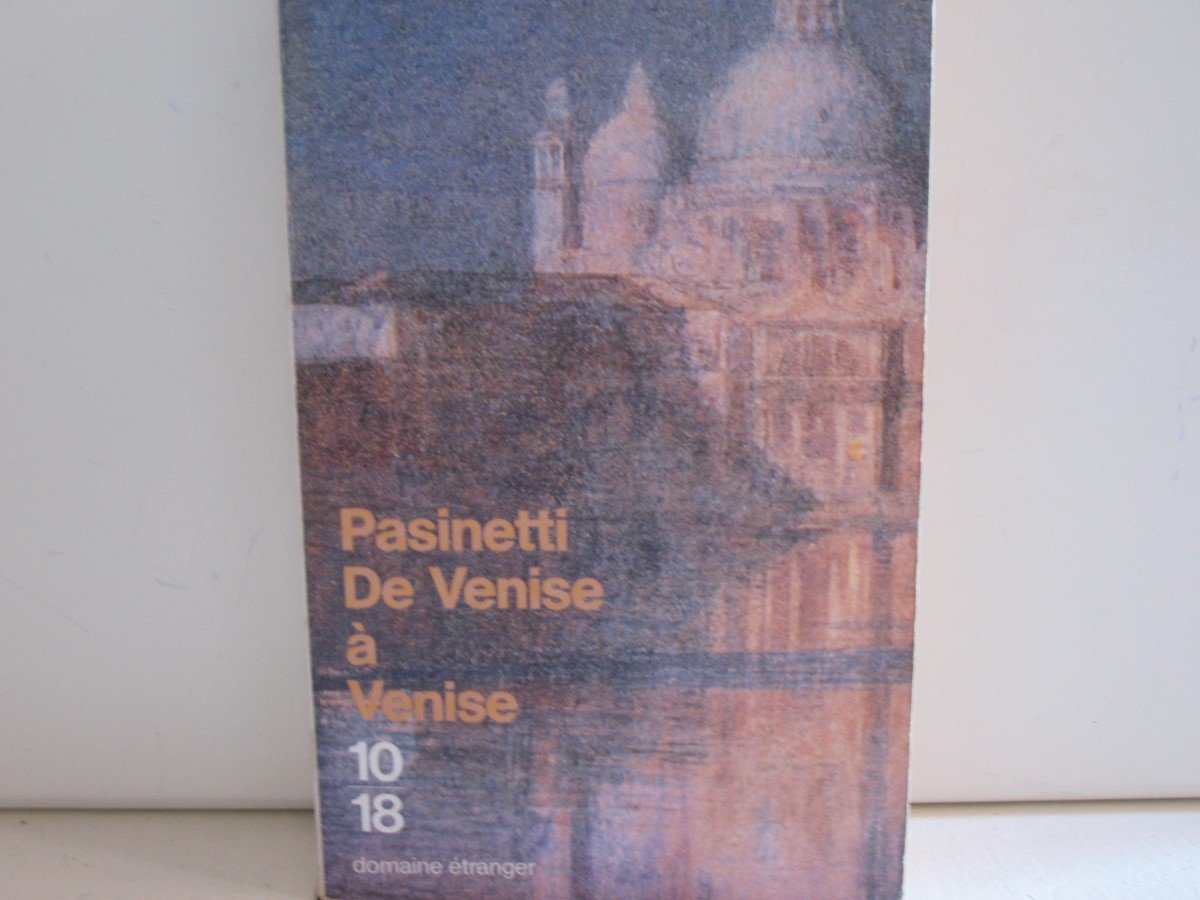 Pasinetti
De Venise
à
Venise
10
18
domaine étranger